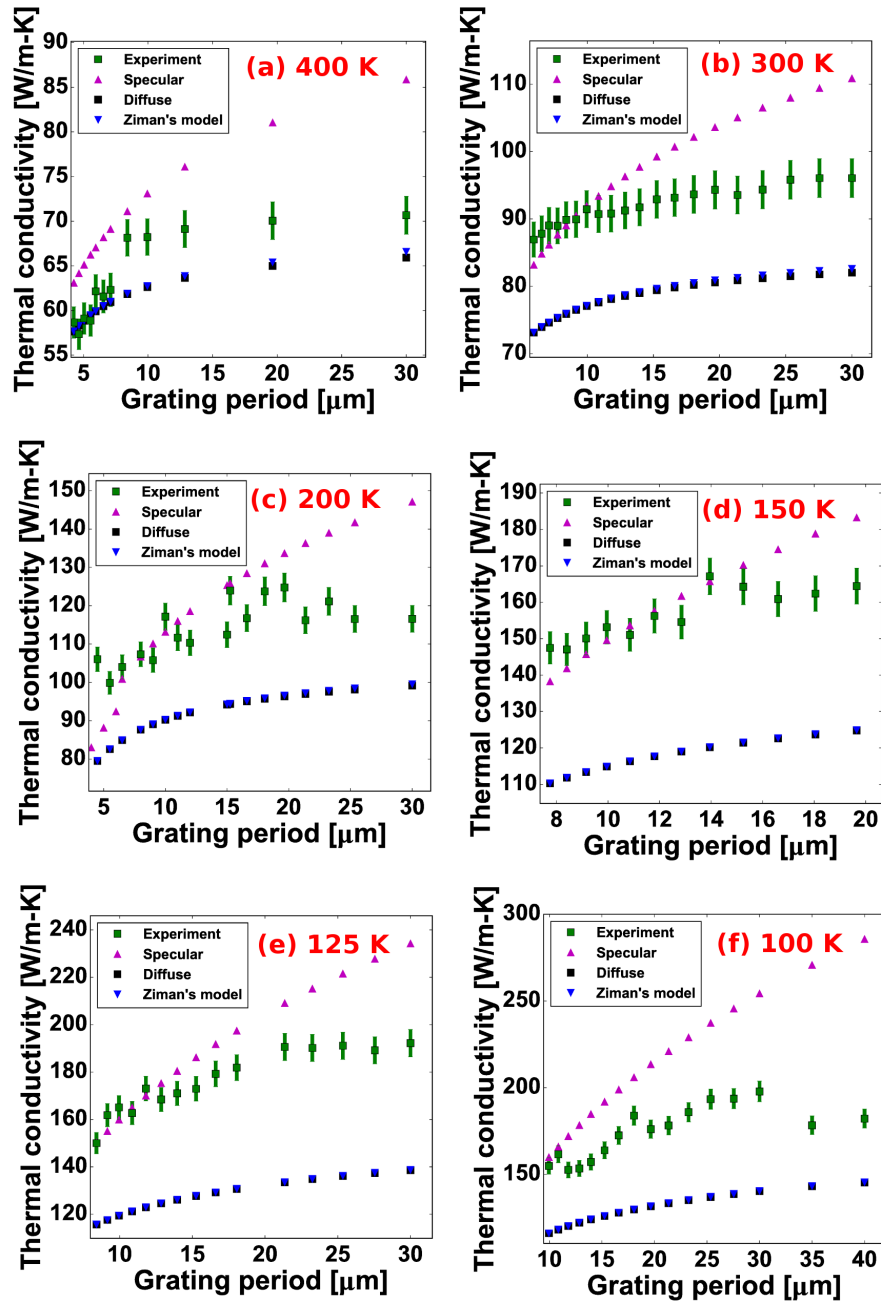 (a) 400 K
Experiment
Specular
Diffuse
Ziman's model
Thermal conductivity [W/m-K]
90
85
80
75
70
65
60
55
5 10 15 20 25 30
Grating period [μm]
(b) 300 K
Experiment
Specular
Diffuse
Ziman's model
Thermal conductivity [W/m-K]
110
100
90
80
70
10 15 20 25 30
Grating period [μm]
(c) 200 K
Experiment
Specular
Diffuse
Ziman's model
Thermal conductivity [W/m-K]
150
140
130
120
110
100
90
80
5 10 15 20 25 30
Grating period [μm]
(d) 150 K
Experiment
Specular
Diffuse
Ziman's model
Thermal conductivity [W/m-K]
190
180
170
160
150
140
130
120
110
8 10 12 14 16 18 20
Grating period [μm]
(e) 125 K
Experiment
Specular
Diffuse
Ziman's model
Thermal conductivity [W/m-K]
240
220
200
180
160
140
120
10 15 20 25 30
Grating period [μm]
(f) 100 K
Experiment
Specular
Diffuse
Ziman's model
Thermal conductivity [W/m-K]
300
250
200
150
10 15 20 25 30 35 40
Grating period [μm]